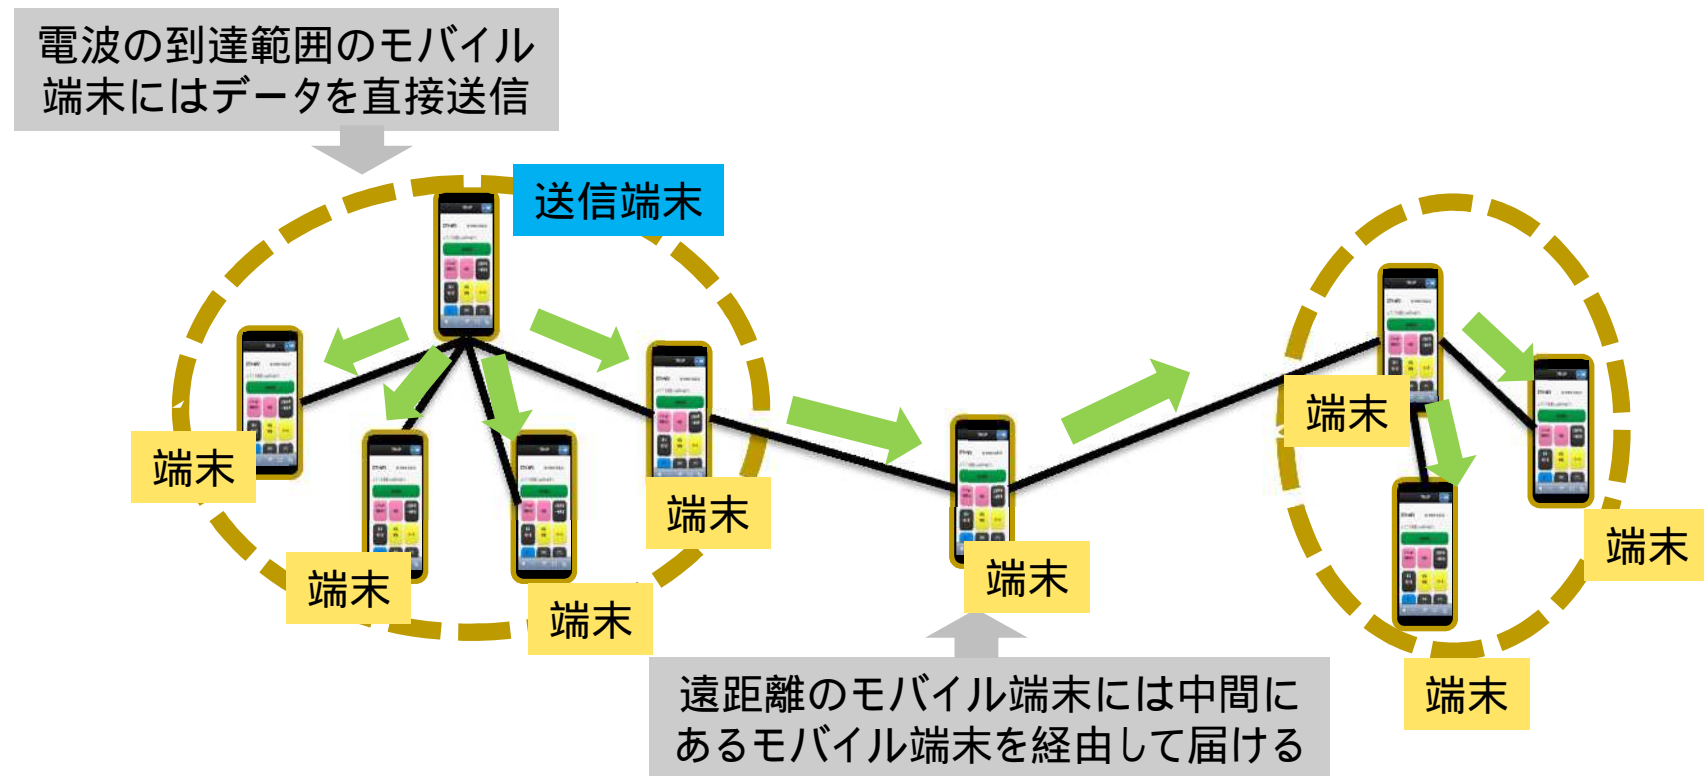 電波の到達範囲のモバイル
端末にはデータを直接送信
送信端末
端末
端末
端末
端末
端末
端末
端末
端末
遠距離のモバイル端末には中間に
あるモバイル端末を経由して届ける